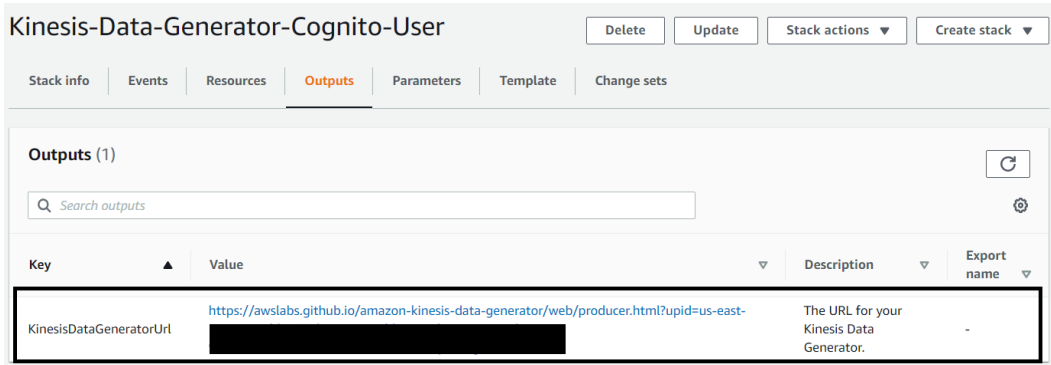 Kinesis-Data-Generator-Cognito-User
Delete
Update
Stack actions
Create stack
Stack info
Events
Resources
Outputs
Parameters
Template
Change sets
Outputs (1)
Search outputs
Key
Value
Description
Export
name
KinesisDataGeneratorUrl
https://awslabs.github.io/amazon-kinesis-data-generator/web/producer.html?upid=us-east-
The URL for your
Kinesis Data
Generator.
-